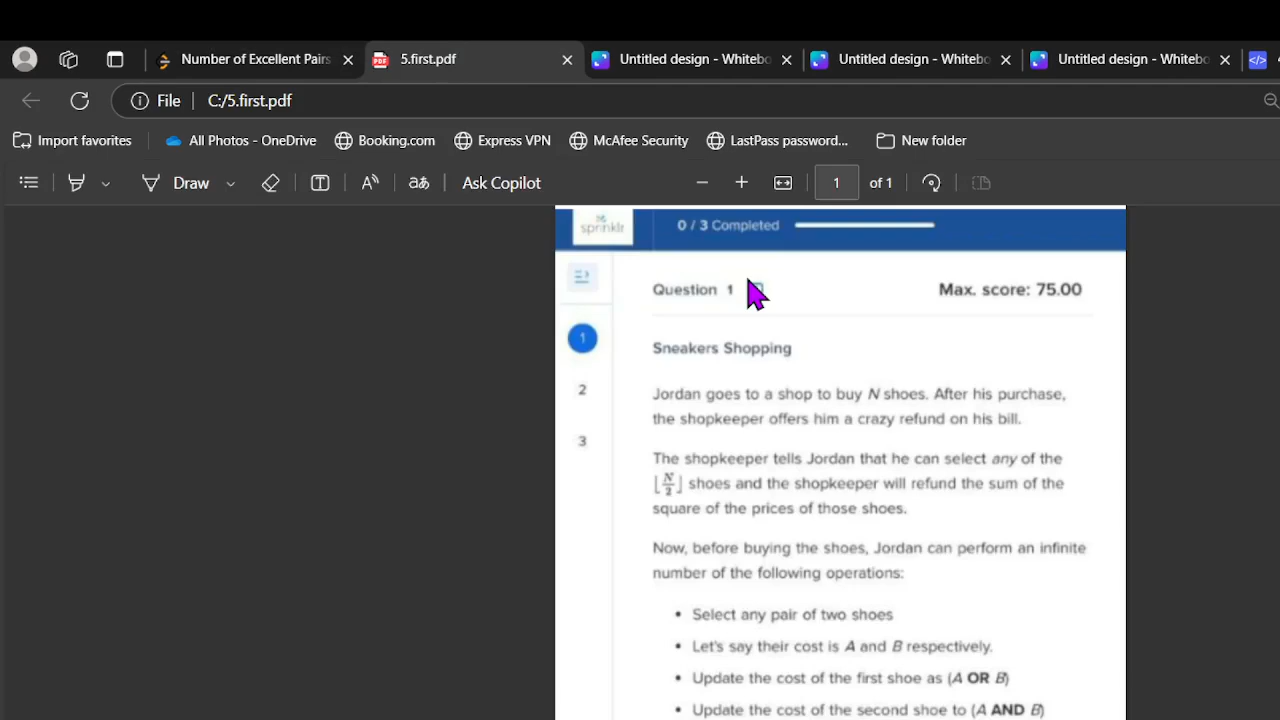 Number of Excellent Pairs
5.first.pdf
Untitled design - Whitebo
Untitled design - Whitebo
Untitled design - Whitebo
File
C:/5.first.pdf
Import favorites
All Photos - OneDrive
Booking.com
Express VPN
McAfee Security
LastPass password...
New folder
Draw
aあ
Ask Copilot
1
of 1
sprinklr
0 / 3 Completed
Question 1
Max. score: 75.00
1
2
3
Sneakers Shopping
Jordan goes to a shop to buy N shoes. After his purchase,
the shopkeeper offers him a crazy refund on his bill.
The shopkeeper tells Jordan that he can select any of the
⌊N/2⌋ shoes and the shopkeeper will refund the sum of the
square of the prices of those shoes.
Now, before buying the shoes, Jordan can perform an infinite
number of the following operations:
• Select any pair of two shoes
• Let's say their cost is A and B respectively.
• Update the cost of the first shoe as (A OR B)
• Update the cost of the second shoe to (A AND B)